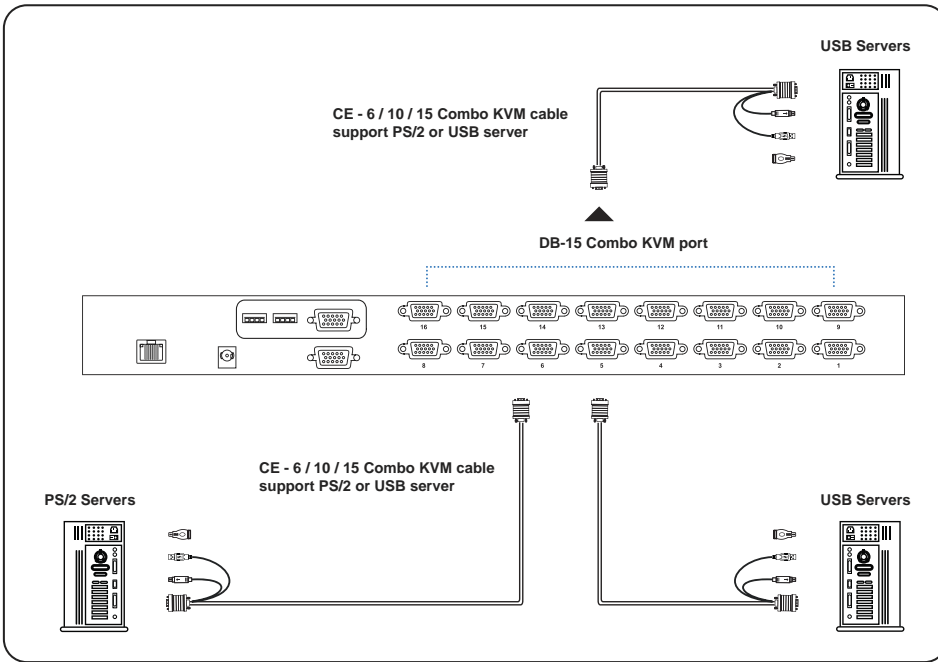 USB Servers
CE - 6 / 10 / 15 Combo KVM cable
support PS/2 or USB server
DB-15 Combo KVM port
16 15 14 13 12 11 10 9
8 7 6 5 4 3 2 1
CE - 6 / 10 / 15 Combo KVM cable
support PS/2 or USB server
PS/2 Servers
USB Servers